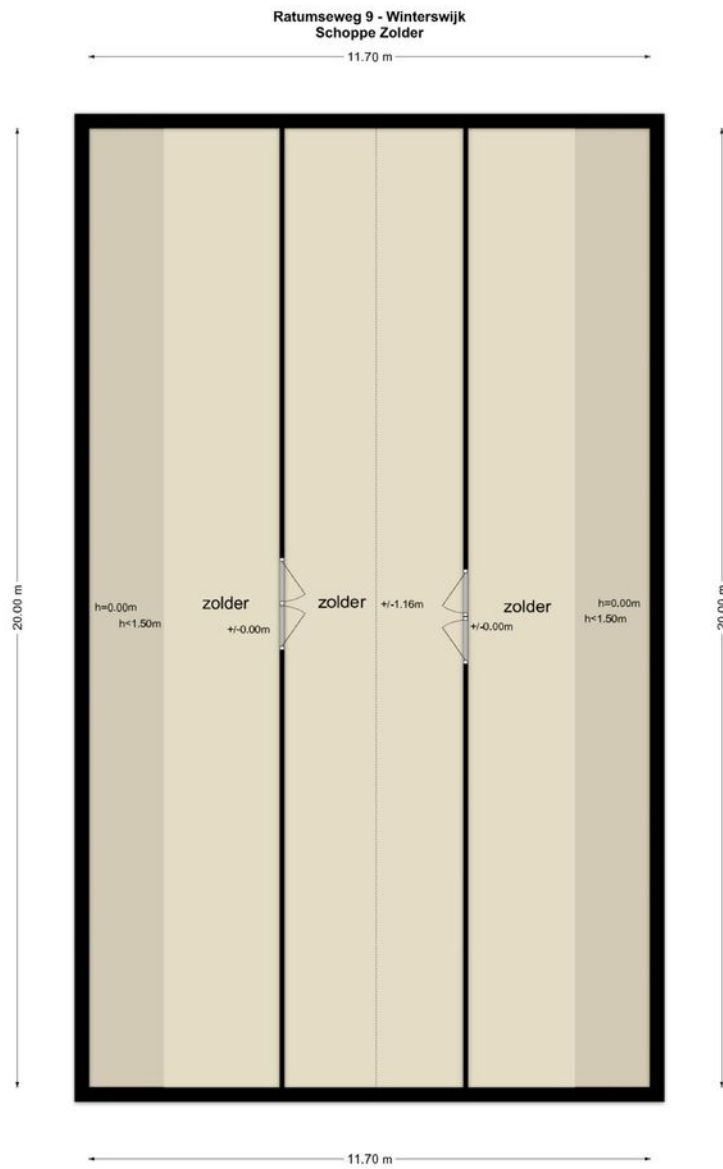 Ratumseweg 9 - Winterswijk
Schoppe Zolder
11.70 m
20.00 m
20.00 m
zolder
zolder
+/-1.16m
zolder
h=0.00m
h<1.50m
+/-0.00m
+/-0.00m
h=0.00m
h<1.50m
11.70 m